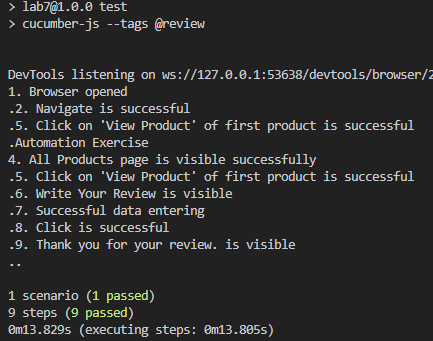 > lab7@1.0.0 test
> cucumber-js --tags @review
DevTools listening on ws://127.0.0.1:53638/devtools/browser/2
1. Browser opened
.2. Navigate is successful
.5. Click on 'View Product' of first product is successful
.Automation Exercise
4. All Products page is visible successfully
.5. Click on 'View Product' of first product is successful
.6. Write Your Review is visible
.7. Successful data entering
.8. Click is successful
.9. Thank you for your review. is visible
..
1 scenario (1 passed)
9 steps (9 passed)
0m13.829s (executing steps: 0m13.805s)